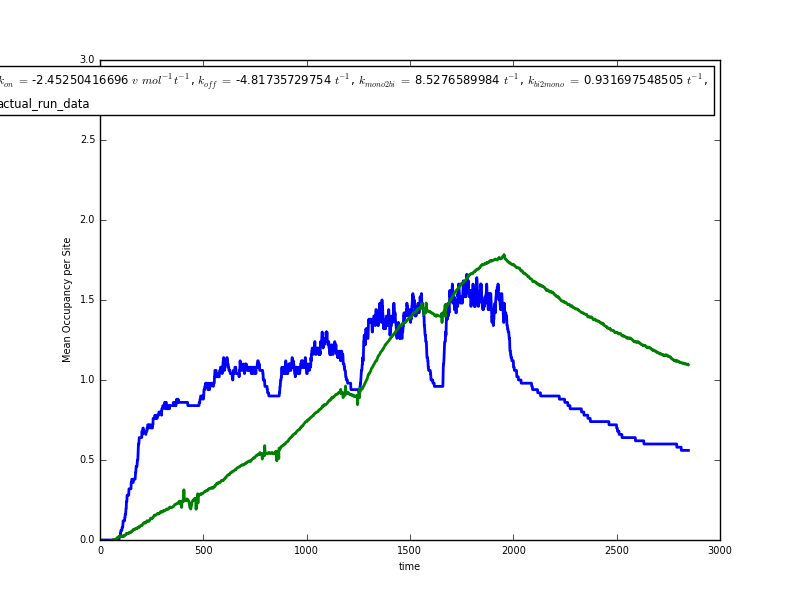 3.0
k_on = -2.45250416696 v mol^-1 t^-1, k_off = -4.81735729754 t^-1, k_mono2bi = 8.5276589984 t^-1, k_bi2mono = 0.931697548505 t^-1,
actual_run_data
2.5
2.0
1.5
1.0
0.5
0.0
Mean Occupancy per Site
0 500 1000 1500 2000 2500 3000
time